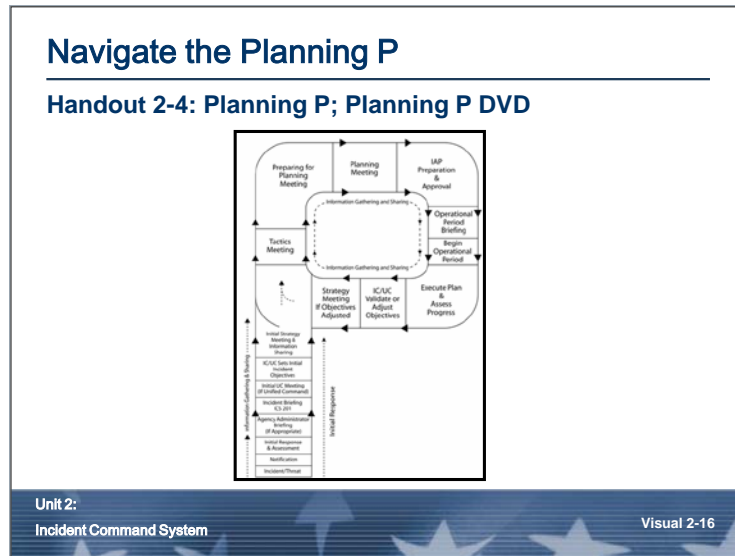 Navigate the Planning P
Handout 2-4: Planning P; Planning P DVD
Preparing for
Planning
Meeting
Planning
Meeting
IAP
Preparation
&
Approval
Information Gathering and Sharing
Operational
Period
Briefing
Begin
Operational
Period
Tactics
Meeting
Information Gathering and Sharing
Strategy
Meeting
If Objectives
Adjusted
IC/UC
Validate or
Adjust
Objectives
Execute Plan
&
Assess
Progress
Initial Strategy
Meeting &
Information
Sharing
IC/UC Sets Initial
Incident
Objectives
Initial UC Meeting
(If Unified Command)
Incident Briefing
ICS 201
Agency Administrator
Briefing
(If Appropriate)
Initial Response
& Assessment
Notification
Incident/Threat
Information Gathering & Sharing
Initial Response
Unit 2:
Incident Command System
Visual 2-16